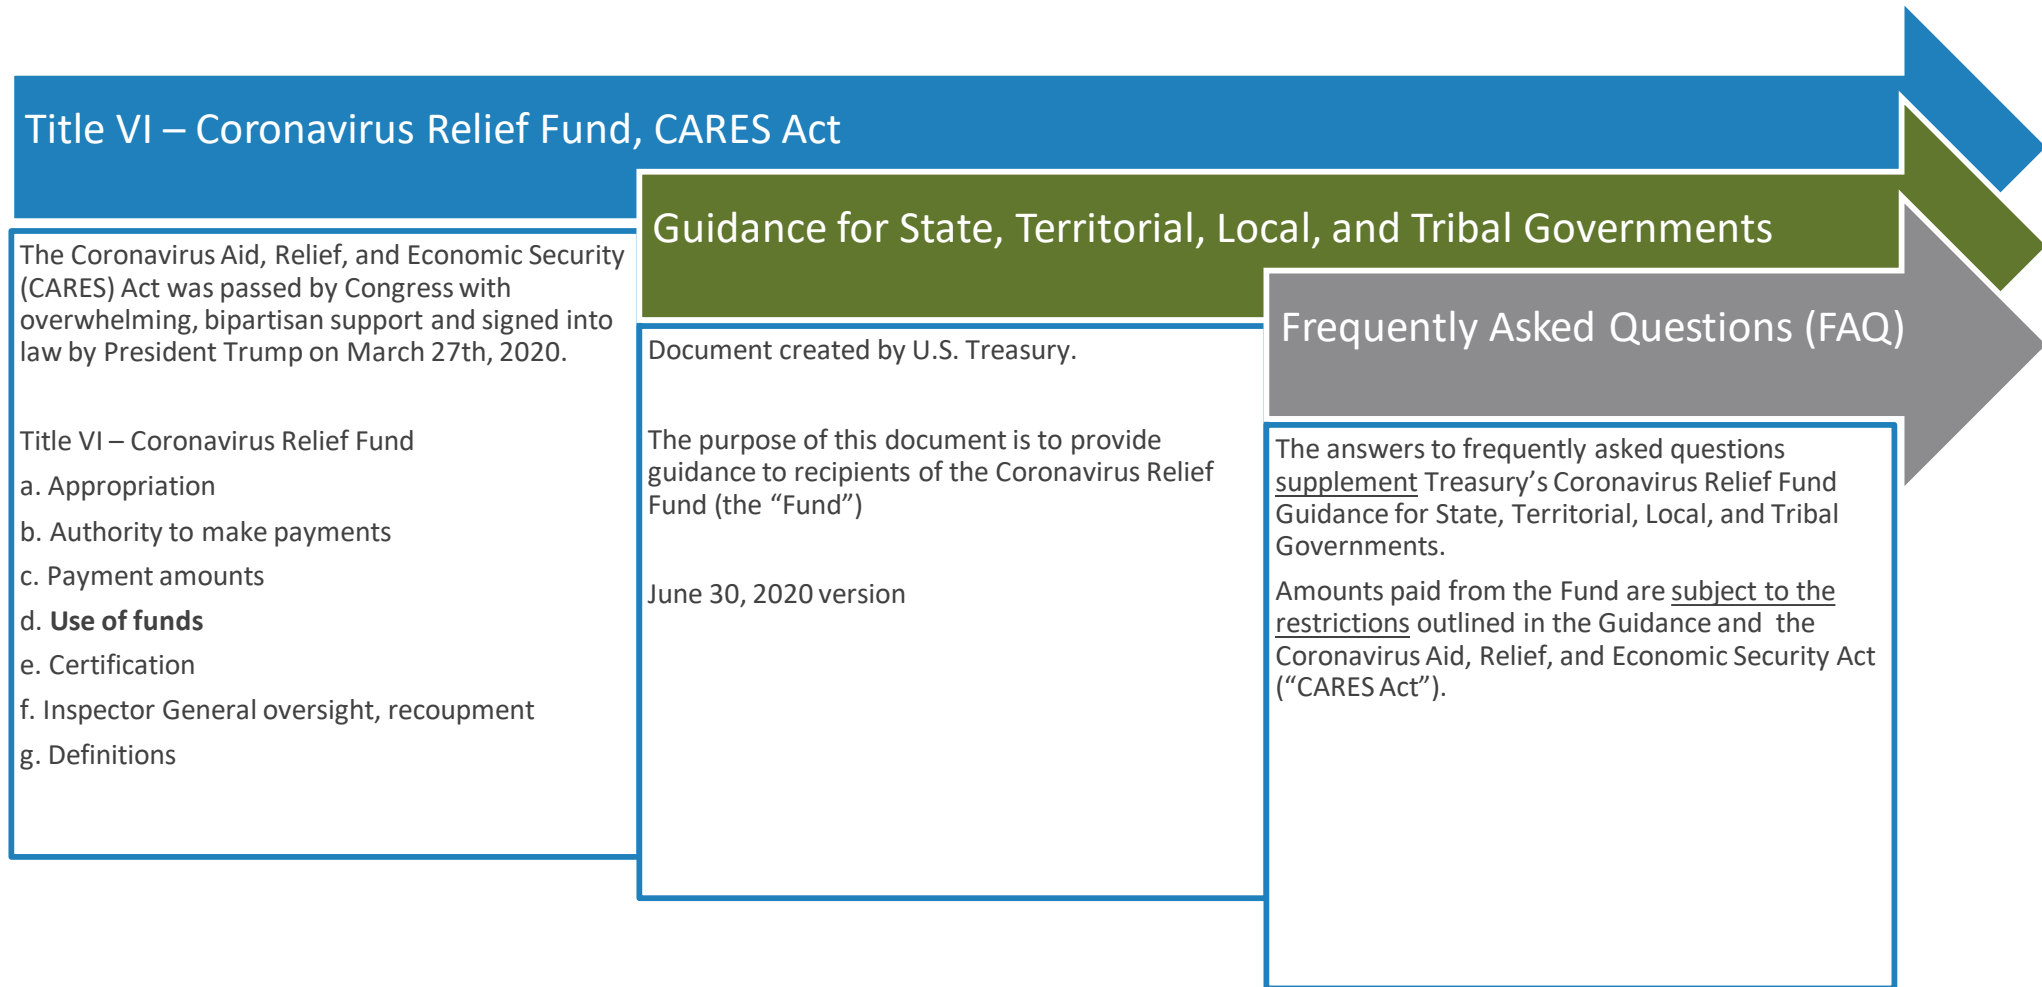 Title VI – Coronavirus Relief Fund, CARES Act
The Coronavirus Aid, Relief, and Economic Security
(CARES) Act was passed by Congress with
overwhelming, bipartisan support and signed into
law by President Trump on March 27th, 2020.
Title VI – Coronavirus Relief Fund
a. Appropriation
b. Authority to make payments
c. Payment amounts
d. Use of funds
e. Certification
f. Inspector General oversight, recoupment
g. Definitions
Guidance for State, Territorial, Local, and Tribal Governments
Document created by U.S. Treasury.
The purpose of this document is to provide
guidance to recipients of the Coronavirus Relief
Fund (the “Fund”)
June 30, 2020 version
Frequently Asked Questions (FAQ)
The answers to frequently asked questions
supplement Treasury’s Coronavirus Relief Fund
Guidance for State, Territorial, Local, and Tribal
Governments.
Amounts paid from the Fund are subject to the
restrictions outlined in the Guidance and the
Coronavirus Aid, Relief, and Economic Security Act
(“CARES Act”).